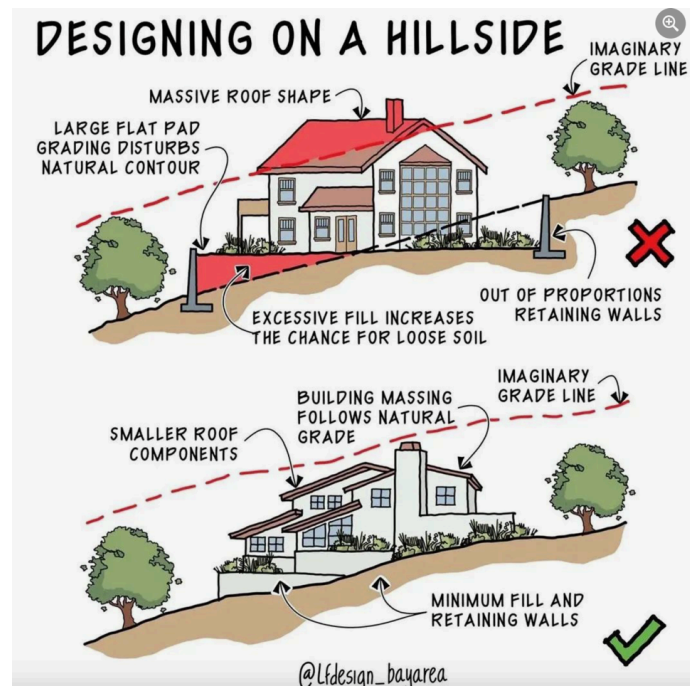 DESIGNING ON A HILLSIDE
IMAGINARY
GRADE LINE
MASSIVE ROOF SHAPE
LARGE FLAT PAD
GRADING DISTURBS
NATURAL CONTOUR
OUT OF PROPORTIONS
RETAINING WALLS
EXCESSIVE FILL INCREASES
THE CHANCE FOR LOOSE SOIL
IMAGINARY
GRADE LINE
BUILDING MASSING
FOLLOWS NATURAL
GRADE
SMALLER ROOF
COMPONENTS
MINIMUM FILL AND
RETAINING WALLS
@Lfdesign_bayarea